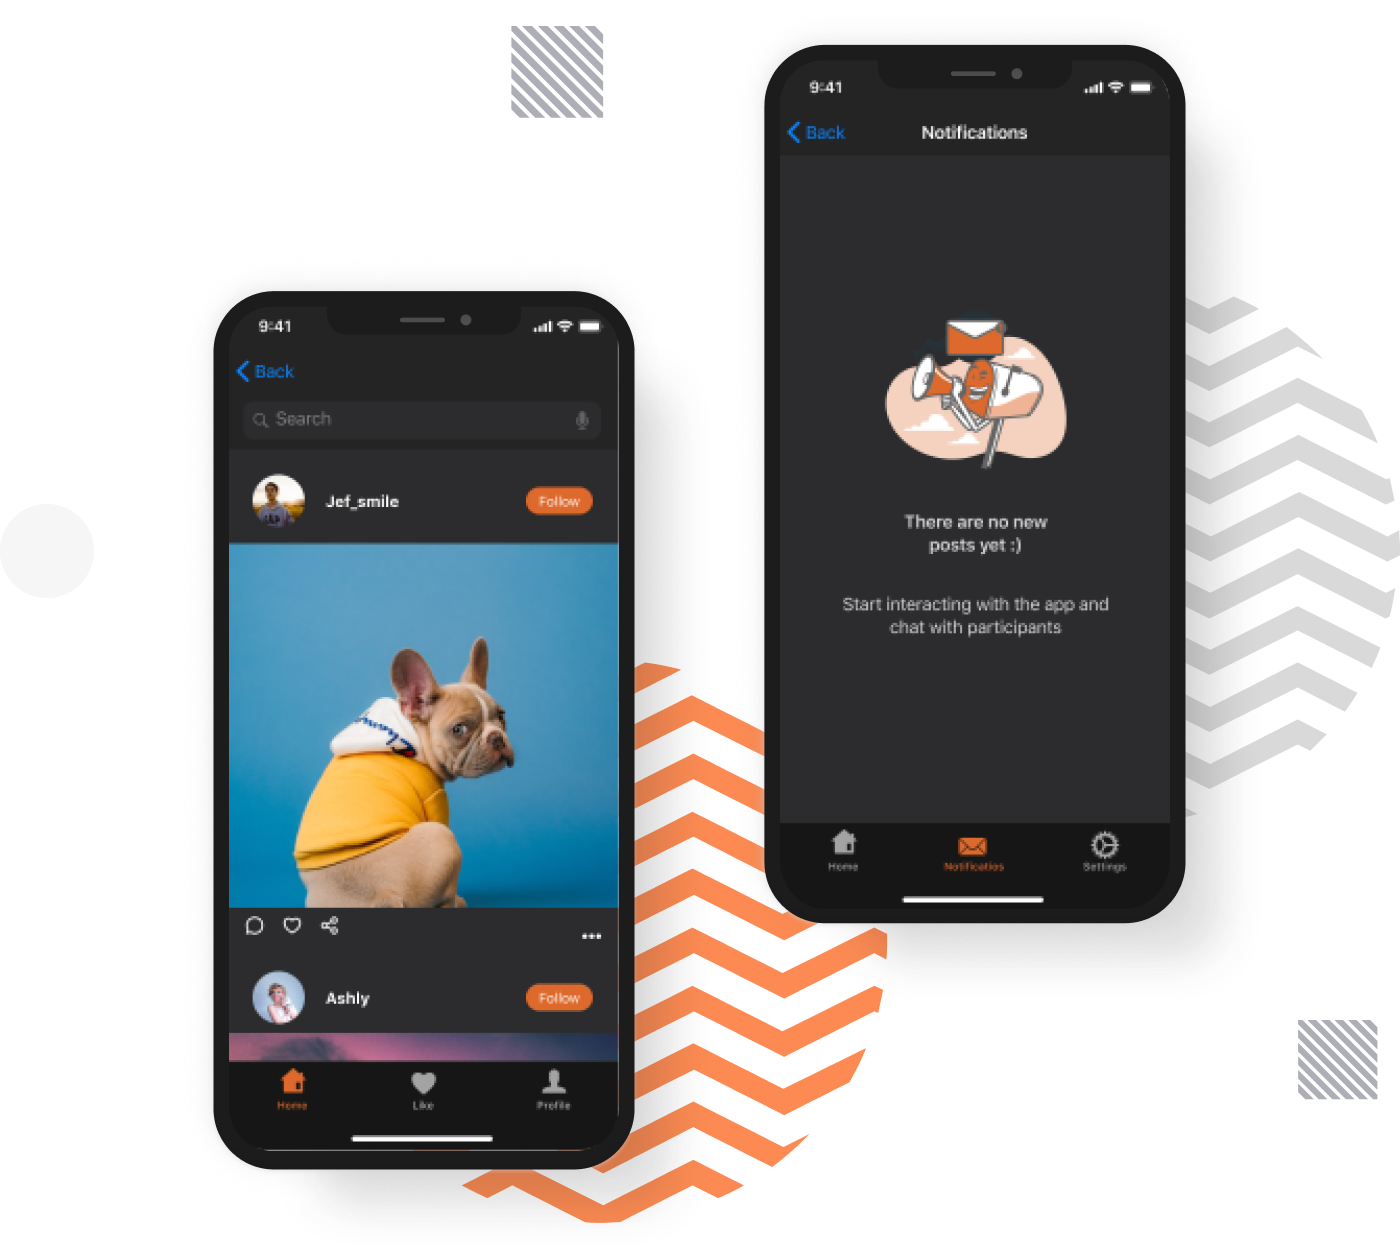 9:41
Back
Search
Jef_smile
Follow
Ashly
Follow
Home
Like
Profile
9:41
Back
Notifications
There are no new
posts yet :)
Start interacting with the app and
chat with participants
Home
Notificatios
Settings